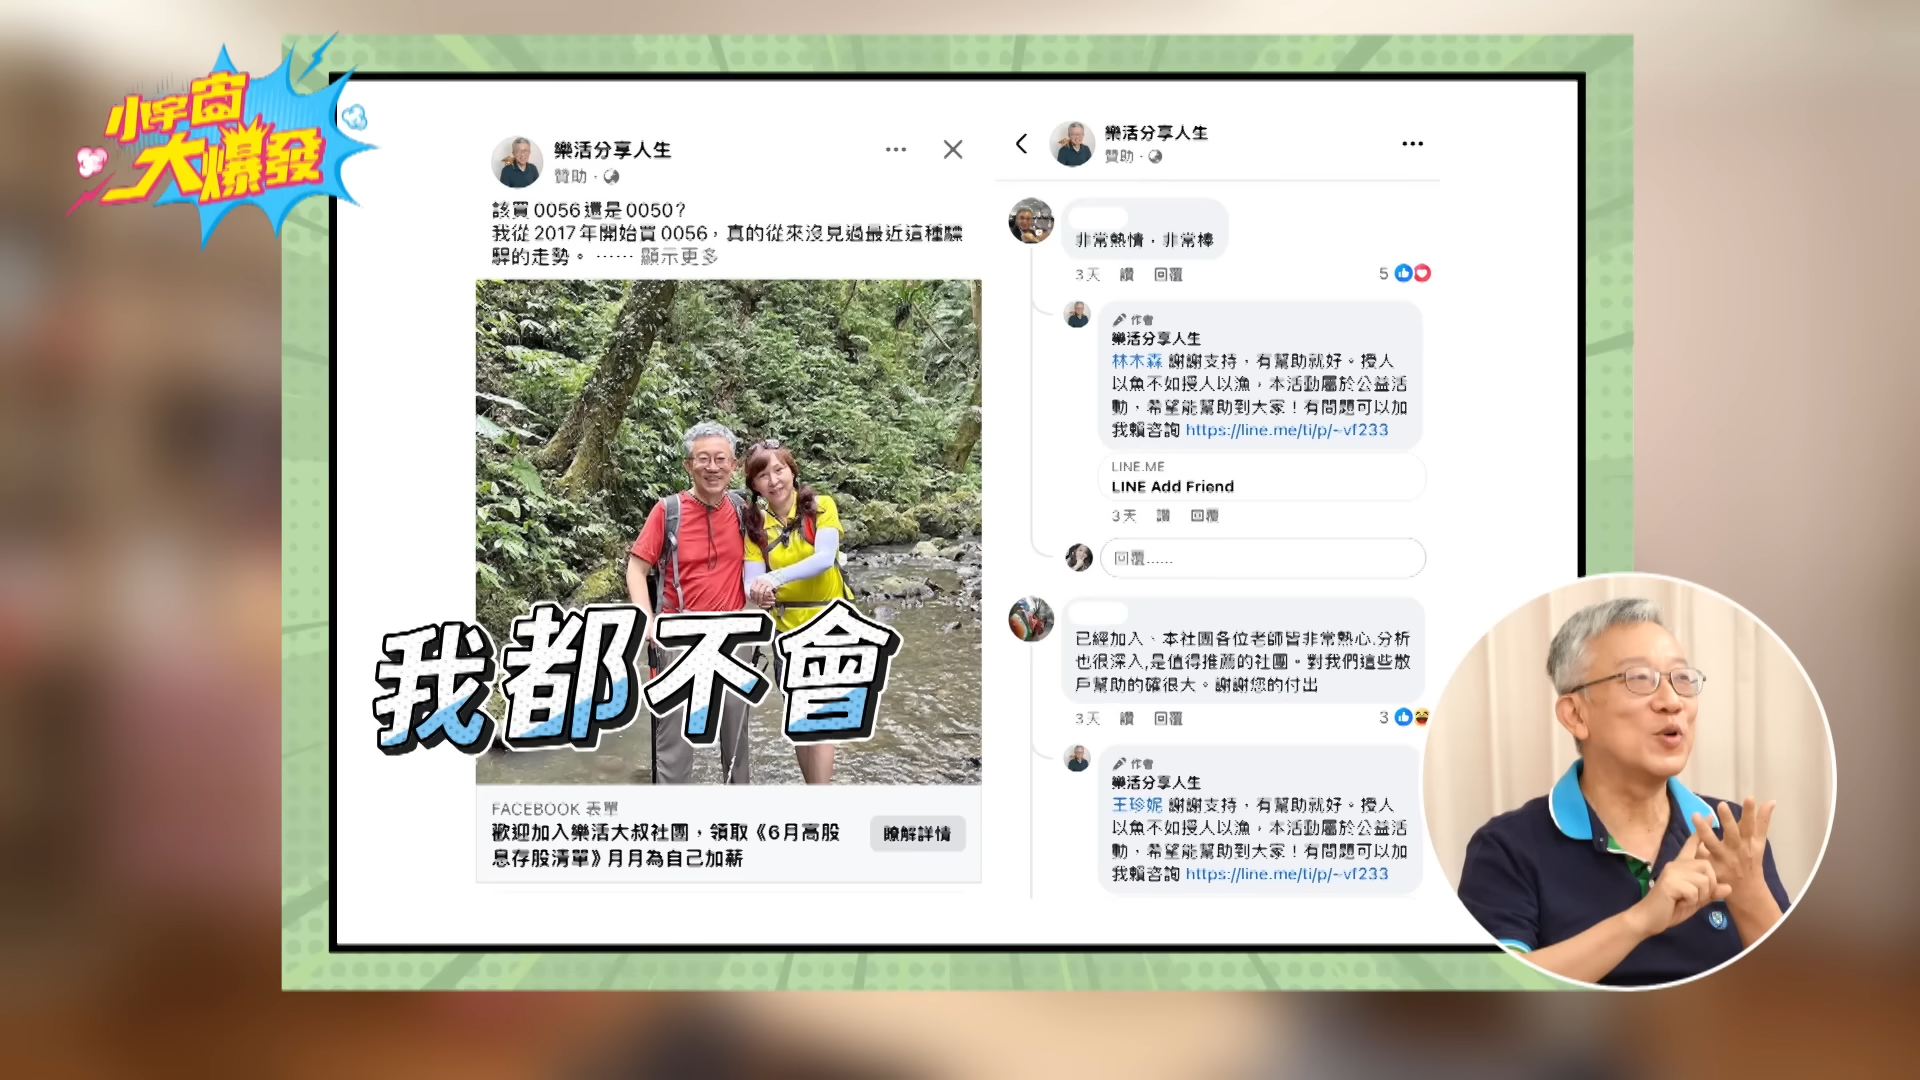 小宇宙
大爆發
樂活分享人生
贊助·
該買0056還是0050?
我從2017年開始買0056,真的從來沒見過最近這種驃
騂的走勢。 …… 顯示更多
我都不會
FACEBOOK 表單
歡迎加入樂活大叔社團,領取《6月高股
息存股清單》月月為自己加薪
瞭解詳情
樂活分享人生
贊助·
非常熱情.非常棒
3天 讚 回覆 5
作者
樂活分享人生
林木森 謝謝支持,有幫助就好。授人
以魚不如授人以漁,本活動屬於公益活
動,希望能幫助到大家!有問題可以加
我賴咨詢 https://line.me/ti/p/~vf233
LINE.ME
LINE Add Friend
3天 讚 回覆
回覆......
已經加入、本社團各位老師皆非常熱心.分析
也很深入,是值得推薦的社團。對我們這些散
戶幫助的確很大。謝謝您的付出
3天 讚 回覆 3
作者
樂活分享人生
王珍妮 謝謝支持,有幫助就好。授人
以魚不如授人以漁,本活動屬於公益活
動,希望能幫助到大家!有問題可以加
我賴咨詢 https://line.me/ti/p/~vf233